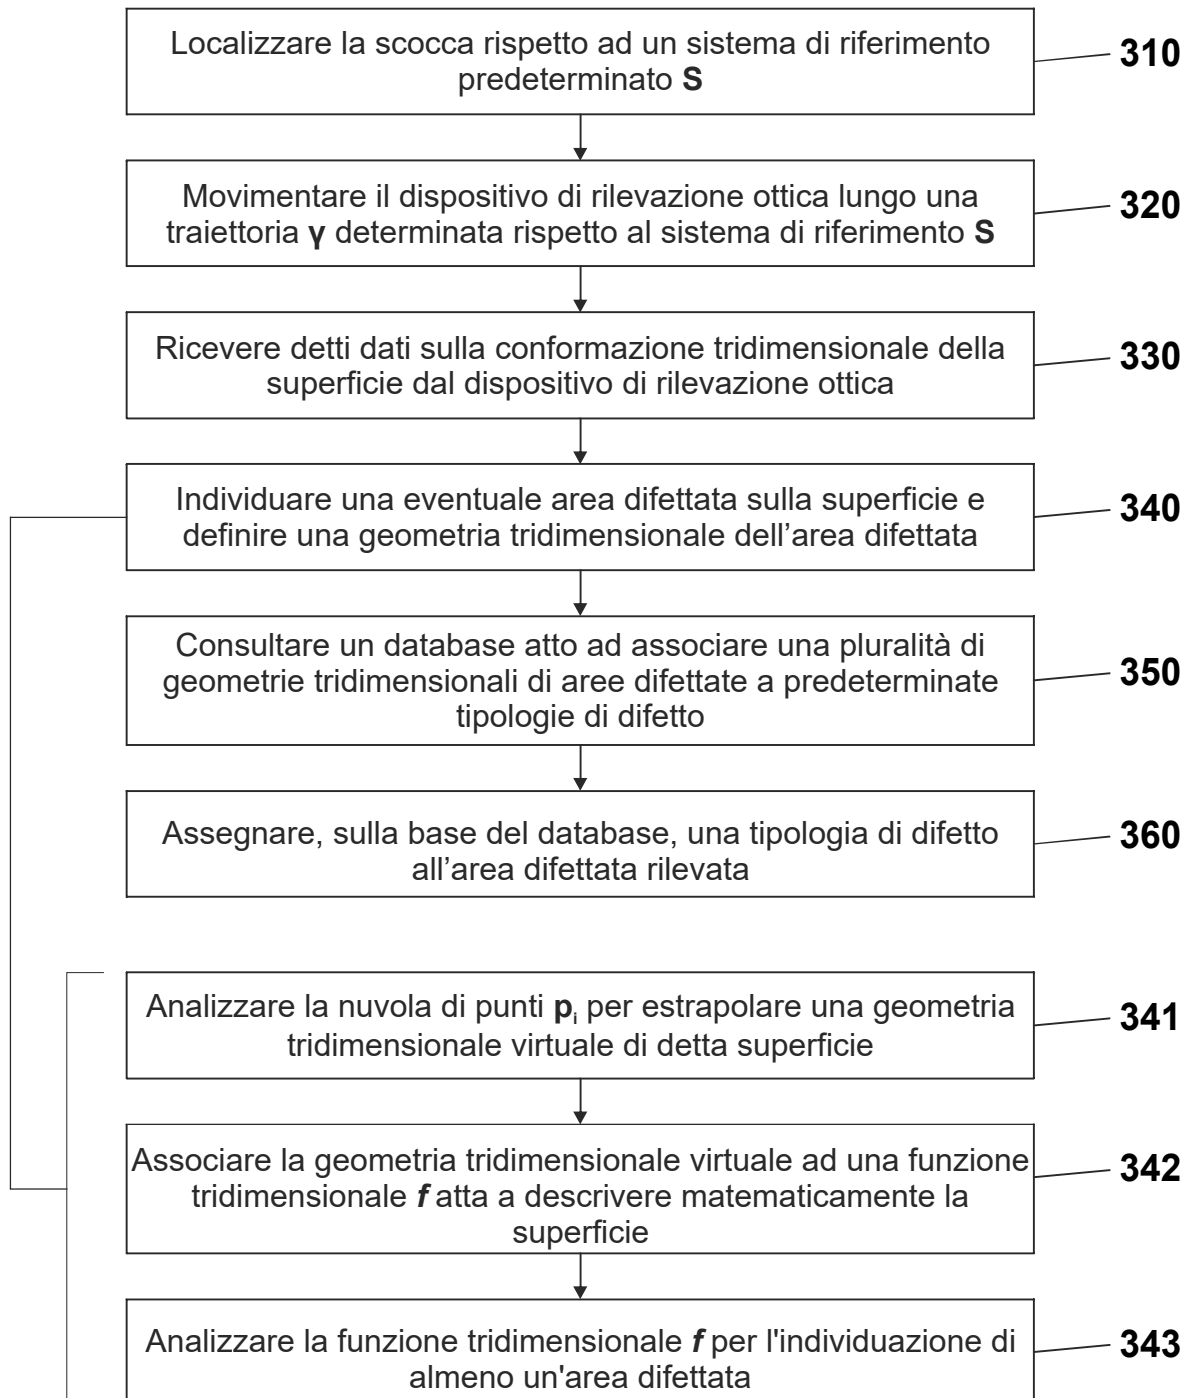 Localizzare la scocca rispetto ad un sistema di riferimento
predeterminato S
310
Movimentare il dispositivo di rilevazione ottica lungo una
traiettoria γ determinata rispetto al sistema di riferimento S
320
Ricevere detti dati sulla conformazione tridimensionale della
superficie dal dispositivo di rilevazione ottica
330
Individuare una eventuale area difettata sulla superficie e
definire una geometria tridimensionale dell’area difettata
340
Consultare un database atto ad associare una pluralità di
geometrie tridimensionali di aree difettate a predeterminate
tipologie di difetto
350
Assegnare, sulla base del database, una tipologia di difetto
all’area difettata rilevata
360
Analizzare la nuvola di punti pi per estrapolare una geometria
tridimensionale virtuale di detta superficie
341
Associare la geometria tridimensionale virtuale ad una funzione
tridimensionale f atta a descrivere matematicamente la
superficie
342
Analizzare la funzione tridimensionale f per l'individuazione di
almeno un'area difettata
343